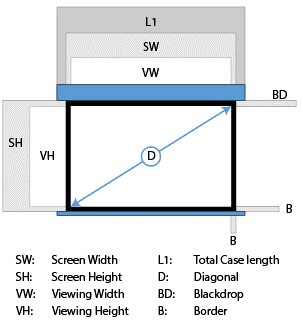 L1
SW
VW
BD
SH
VH
D
B
B
SW: Screen Width L1: Total Case length
SH: Screen Height D: Diagonal
VW: Viewing Width BD: Blackdrop
VH: Viewing Height B: Border